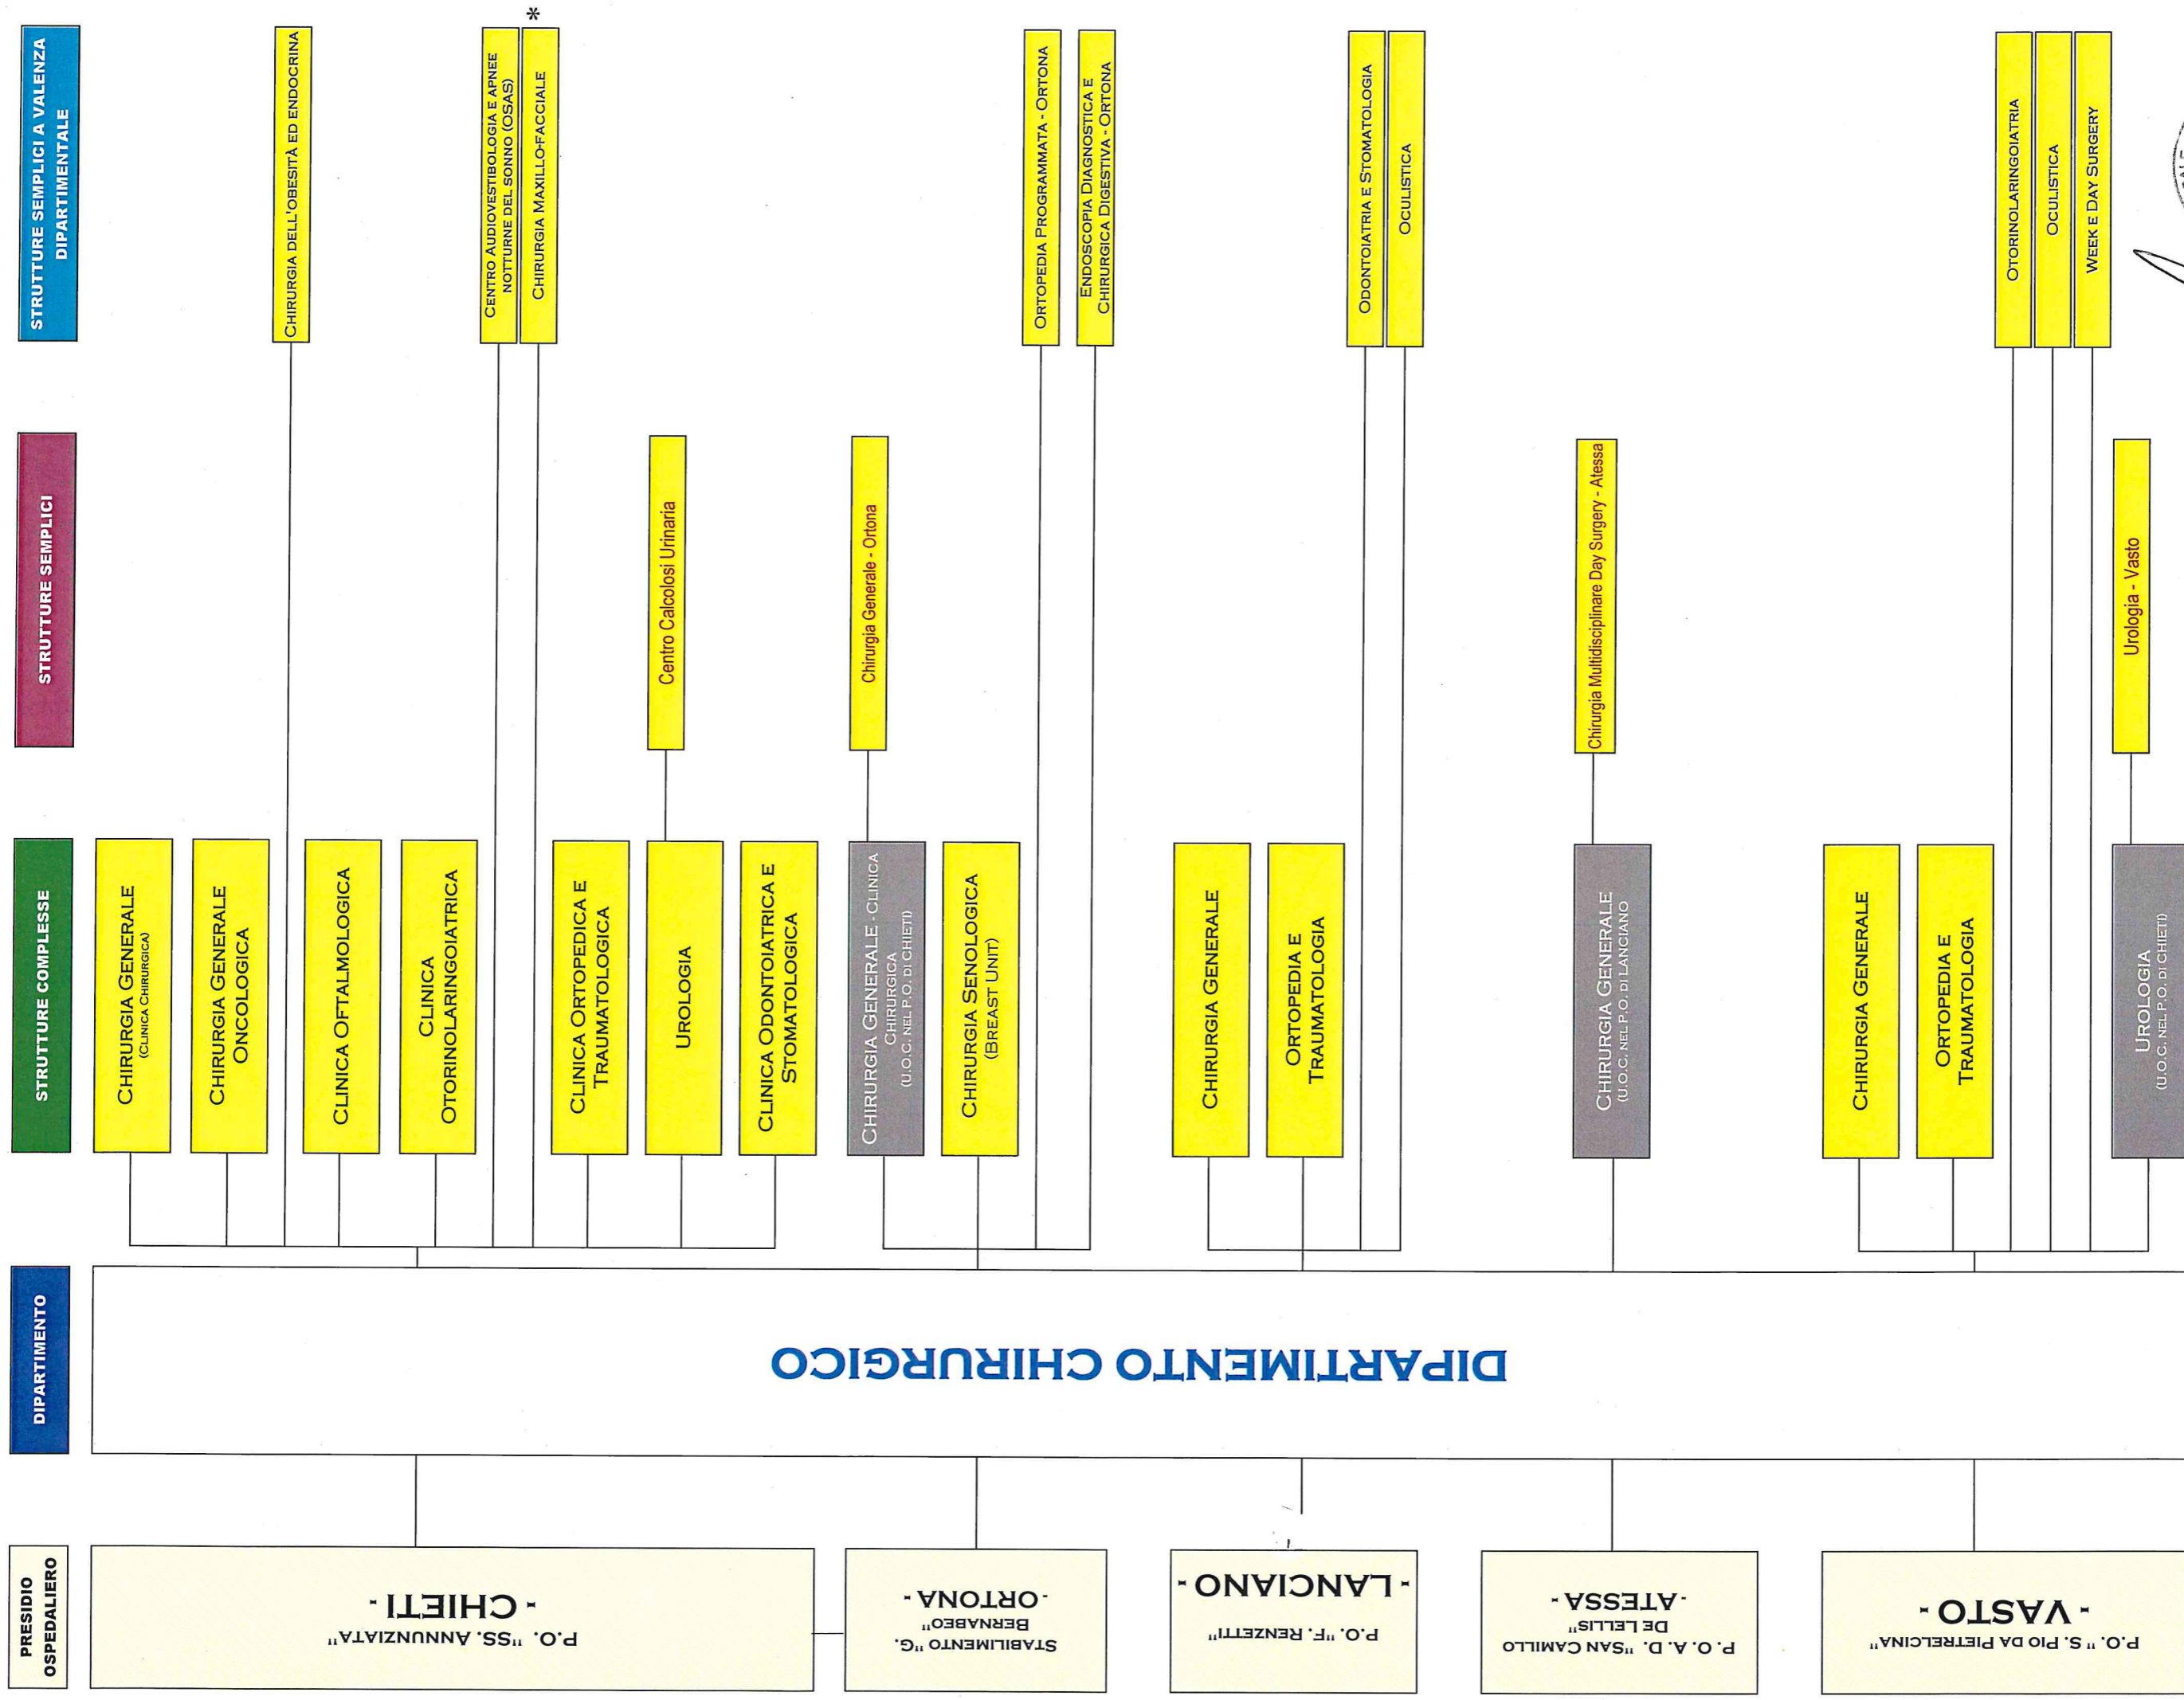 PRESIDIO
OSPEDALIERO
DIPARTIMENTO
STRUTTURE COMPLESSE
STRUTTURE SEMPLICI
STRUTTURE SEMPLICI A VALENZA
DIPARTIMENTALE
P.O. "SS. ANNUNZIATA"
- CHIETI -
STABILIMENTO "G.
BERNABEO"
- ORTONA -
P.O. "F. RENZETTI"
- LANCIANO -
P. O. A. D. "SAN CAMILLO
DE LELLIS"
- ATESSA -
P.O. " S. PIO DA PIETRELCINA"
- VASTO -
DIPARTIMENTO CHIRURGICO
CHIRURGIA GENERALE
(CLINICA CHIRURGICA)
CHIRURGIA GENERALE
ONCOLOGICA
CHIRURGIA DELL'OBESITÀ ED ENDOCRINA
CLINICA OFTALMOLOGICA
CLINICA
OTORINOLARINGOIATRICA
CENTRO AUDIOVESTIBOLOGIA E APNEE
NOTTURNE DEL SONNO (OSAS)
CHIRURGIA MAXILLO-FACCIALE
*
CLINICA ORTOPEDICA E
TRAUMATOLOGICA
UROLOGIA
Centro Calcolosi Urinaria
CLINICA ODONTOIATRICA E
STOMATOLOGICA
CHIRURGIA GENERALE - CLINICA
CHIRURGICA
(U.O.C. NEL P.O. DI CHIETI)
Chirurgia Generale - Ortona
CHIRURGIA SENOLOGICA
(BREAST UNIT)
ORTOPEDIA PROGRAMMATA - ORTONA
ENDOSCOPIA DIAGNOSTICA E
CHIRURGICA DIGESTIVA - ORTONA
CHIRURGIA GENERALE
ORTOPEDIA E
TRAUMATOLOGIA
ODONTOIATRIA E STOMATOLOGIA
OCULISTICA
CHIRURGIA GENERALE
(U.O.C. NEL P.O. DI LANCIANO
Chirurgia Multidisciplinare Day Surgery - Atessa
CHIRURGIA GENERALE
ORTOPEDIA E
TRAUMATOLOGIA
OTORINOLARINGOIATRIA
OCULISTICA
WEEK E DAY SURGERY
UROLOGIA
(U.O.C. NEL P.O. DI CHIETI)
Urologia - Vasto